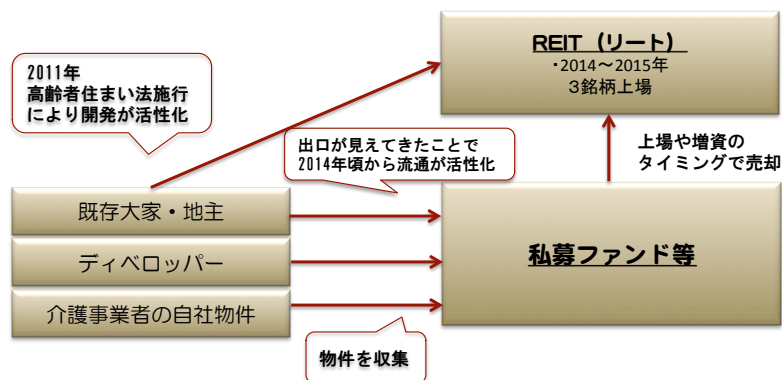 REIT（リート）
・2014～2015年
3銘柄上場
2011年
高齢者住まい法施行
により開発が活性化
出口が見えてきたことで
2014年頃から流通が活性化
上場や増資の
タイミングで売却
既存大家・地主
ディベロッパー
介護事業者の自社物件
私募ファンド等
物件を収集